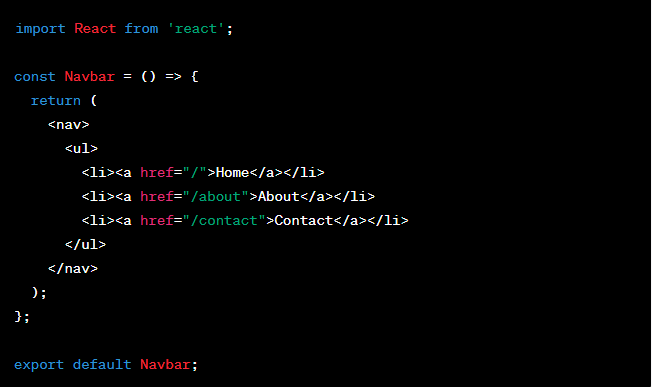 import React from 'react';

const Navbar = () => {
  return (
    <nav>
      <ul>
        <li><a href="/">Home</a></li>
        <li><a href="/about">About</a></li>
        <li><a href="/contact">Contact</a></li>
      </ul>
    </nav>
  );
};

export default Navbar;